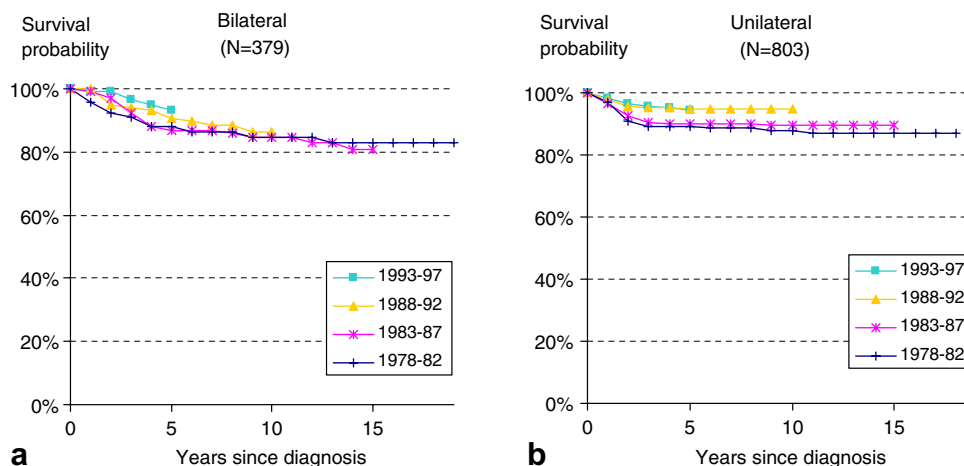 Survival
probability
Bilateral
(N=379)
100%
80%
60%
40%
20%
0%
1993-97
1988-92
1983-87
1978-82
0
5
10
15
Years since diagnosis
a
Survival
probability
Unilateral
(N=803)
100%
80%
60%
40%
20%
0%
1993-97
1988-92
1983-87
1978-82
0
5
10
15
Years since diagnosis
b